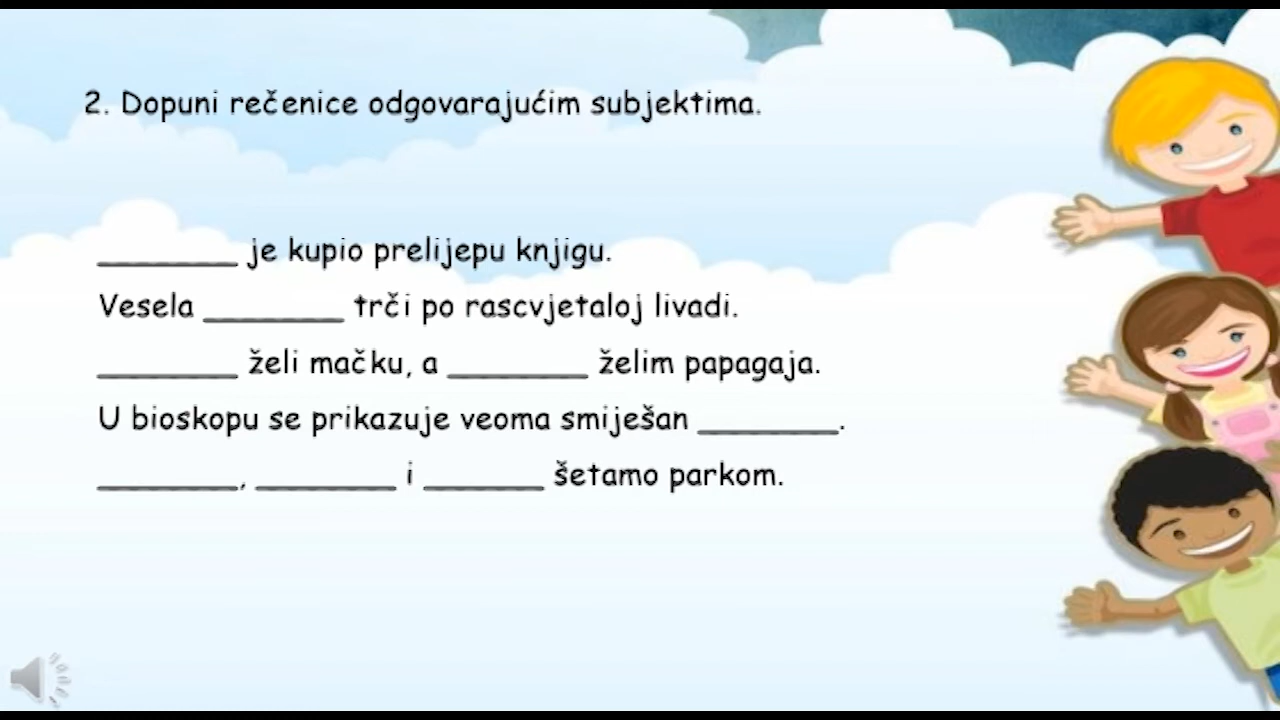 2. Dopuni rečenice odgovarajućim subjektima.
________ je kupio prelijepu knjigu.
Vesela ________ trči po rascvjetaloj livadi.
________ želi mačku, a ________ želim papagaja.
U bioskopu se prikazuje veoma smiješan ________.
________, ________ i _______ šetamo parkom.